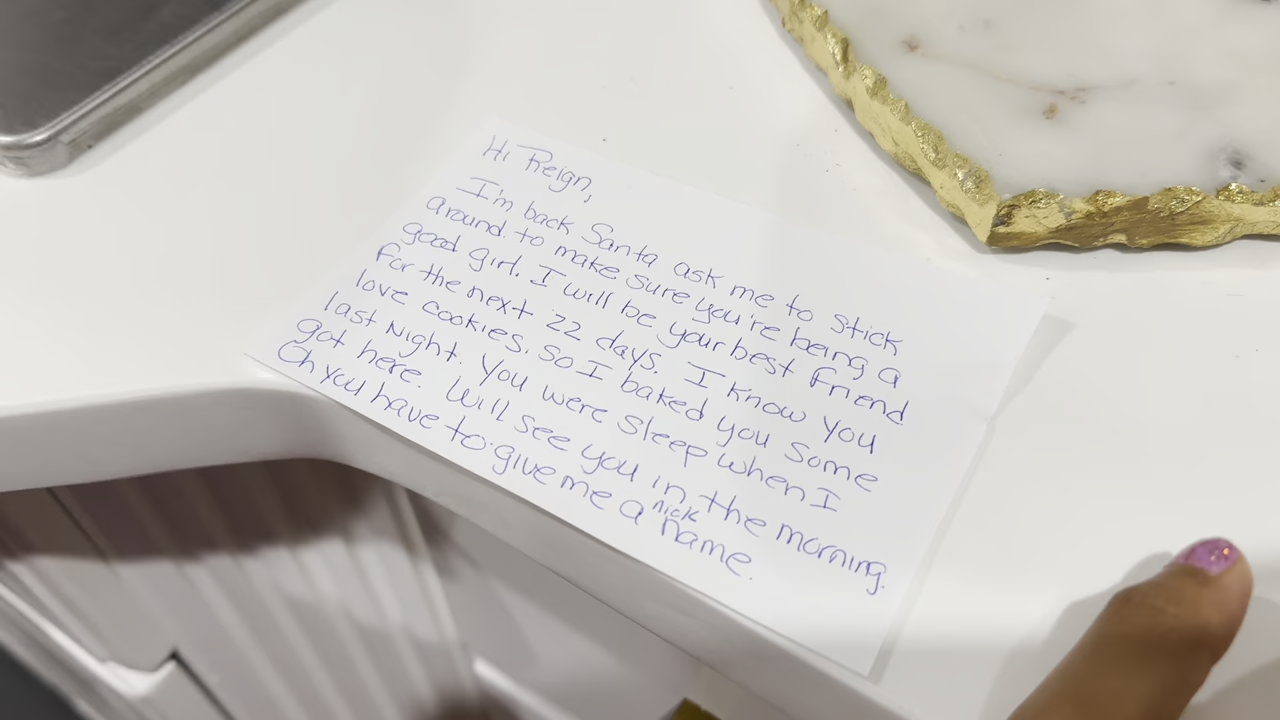 Hi Reign,
I'm back Santa ask me to stick
around to make sure you're being a
good girl. I will be your best friend
for the next 22 days. I know you
love cookies, so I baked you some
last Night. You were sleep when I
got here. Will see you in the morning.
Oh you have to give me a nick name.